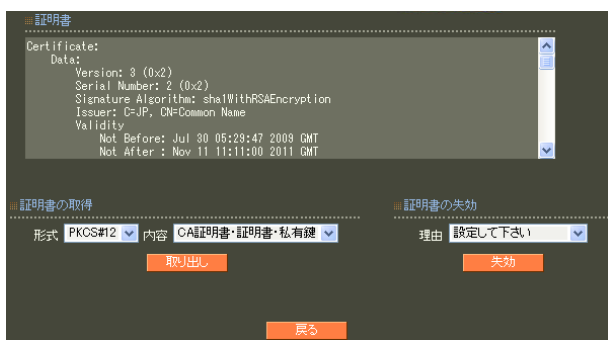 証明書
Certificate:
Data:
Version: 3 (0x2)
Serial Number: 2 (0x2)
Signature Algorithm: sha1WithRSAEncryption
Issuer: C=JP, CN=Common Name
Validity
Not Before: Jul 30 05:29:47 2009 GMT
Not After : Nov 11 11:11:00 2011 GMT
証明書の取得
証明書の失効
形式 PKCS#12 内容 CA証明書・証明書・私有鍵
理由 設定して下さい
取り出し
失効
戻る